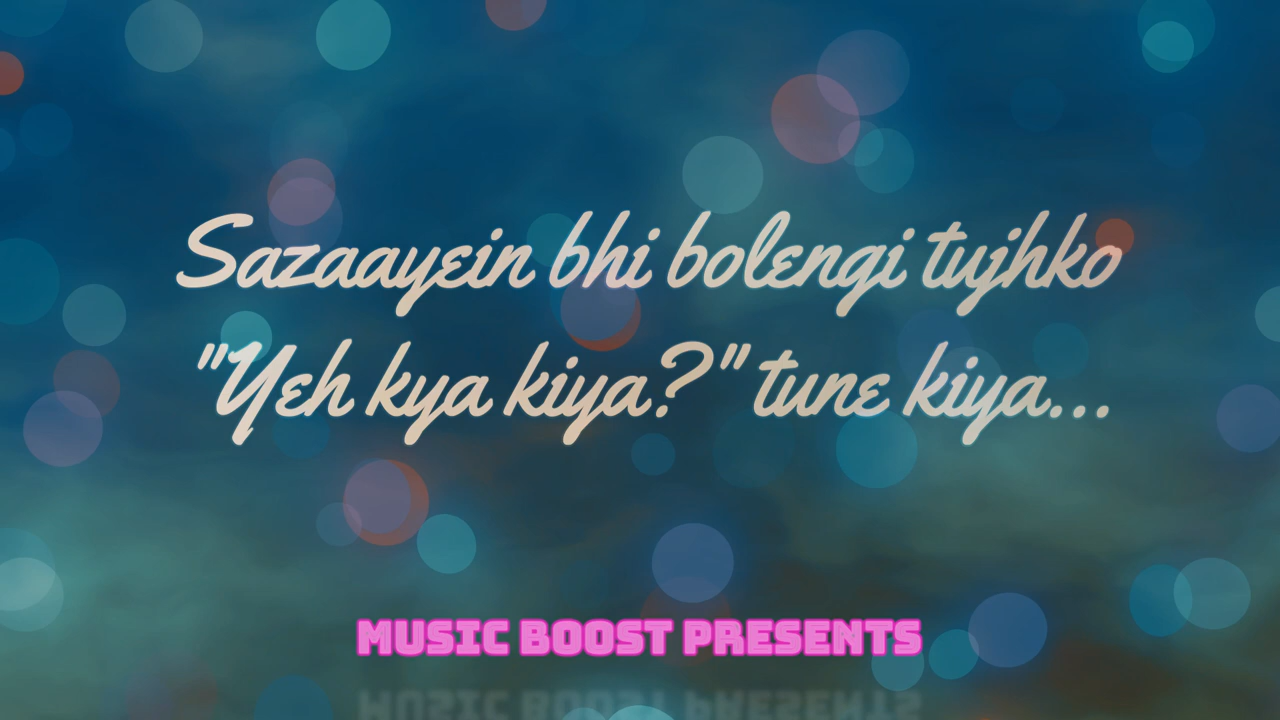 Sazaayein bhi bolengi tujhko
"Yeh kya kiya?" tune kiya...
MUSIC BOOST PRESENTS